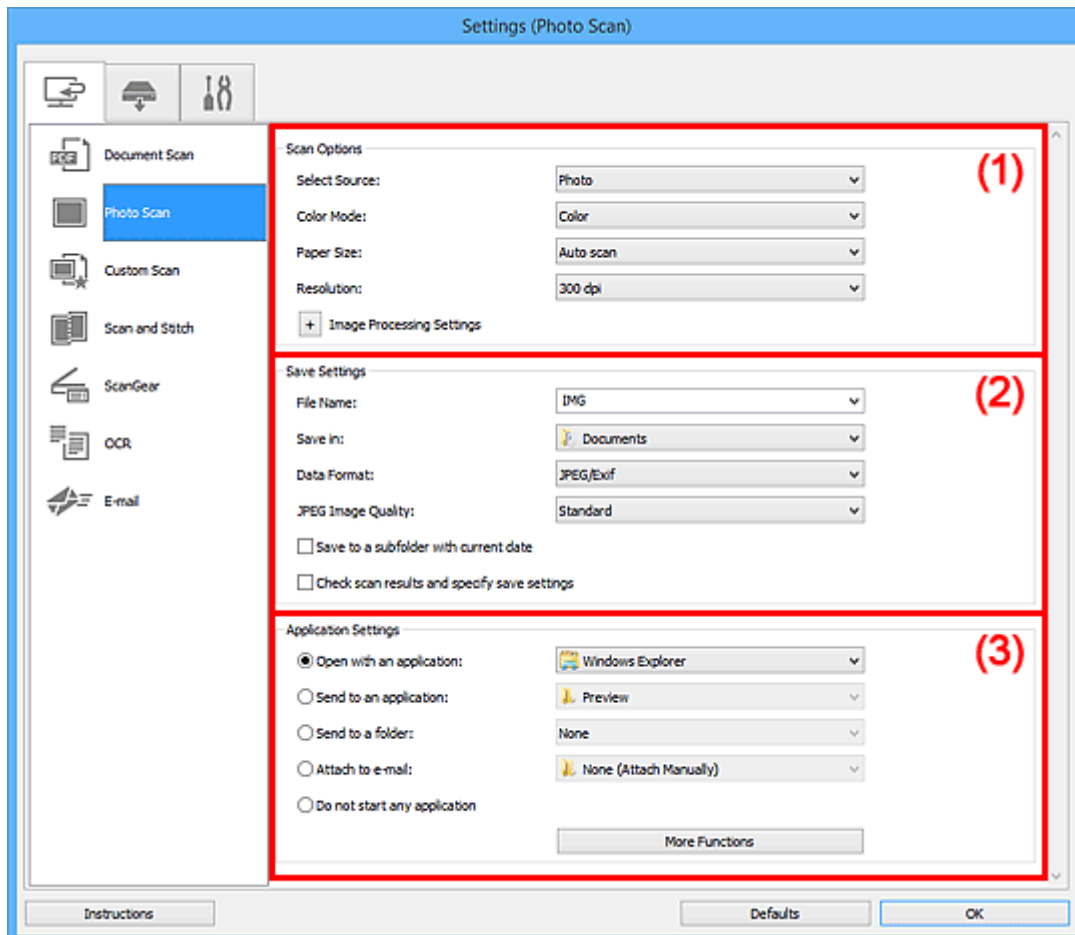 Settings (Photo Scan)
Document Scan
Photo Scan
Custom Scan
Scan and Stitch
ScanGear
OCR
E-mail
Scan Options
(1)
Select Source: Photo
Color Mode: Color
Paper Size: Auto scan
Resolution: 300 dpi
+ Image Processing Settings
Save Settings
(2)
File Name: IMG
Save in: Documents
Data Format: JPEG/Exif
JPEG Image Quality: Standard
Save to a subfolder with current date
Check scan results and specify save settings
Application Settings
(3)
Open with an application: Windows Explorer
Send to an application: Preview
Send to a folder: None
Attach to e-mail: None (Attach Manually)
Do not start any application
More Functions
Instructions
Defaults
OK